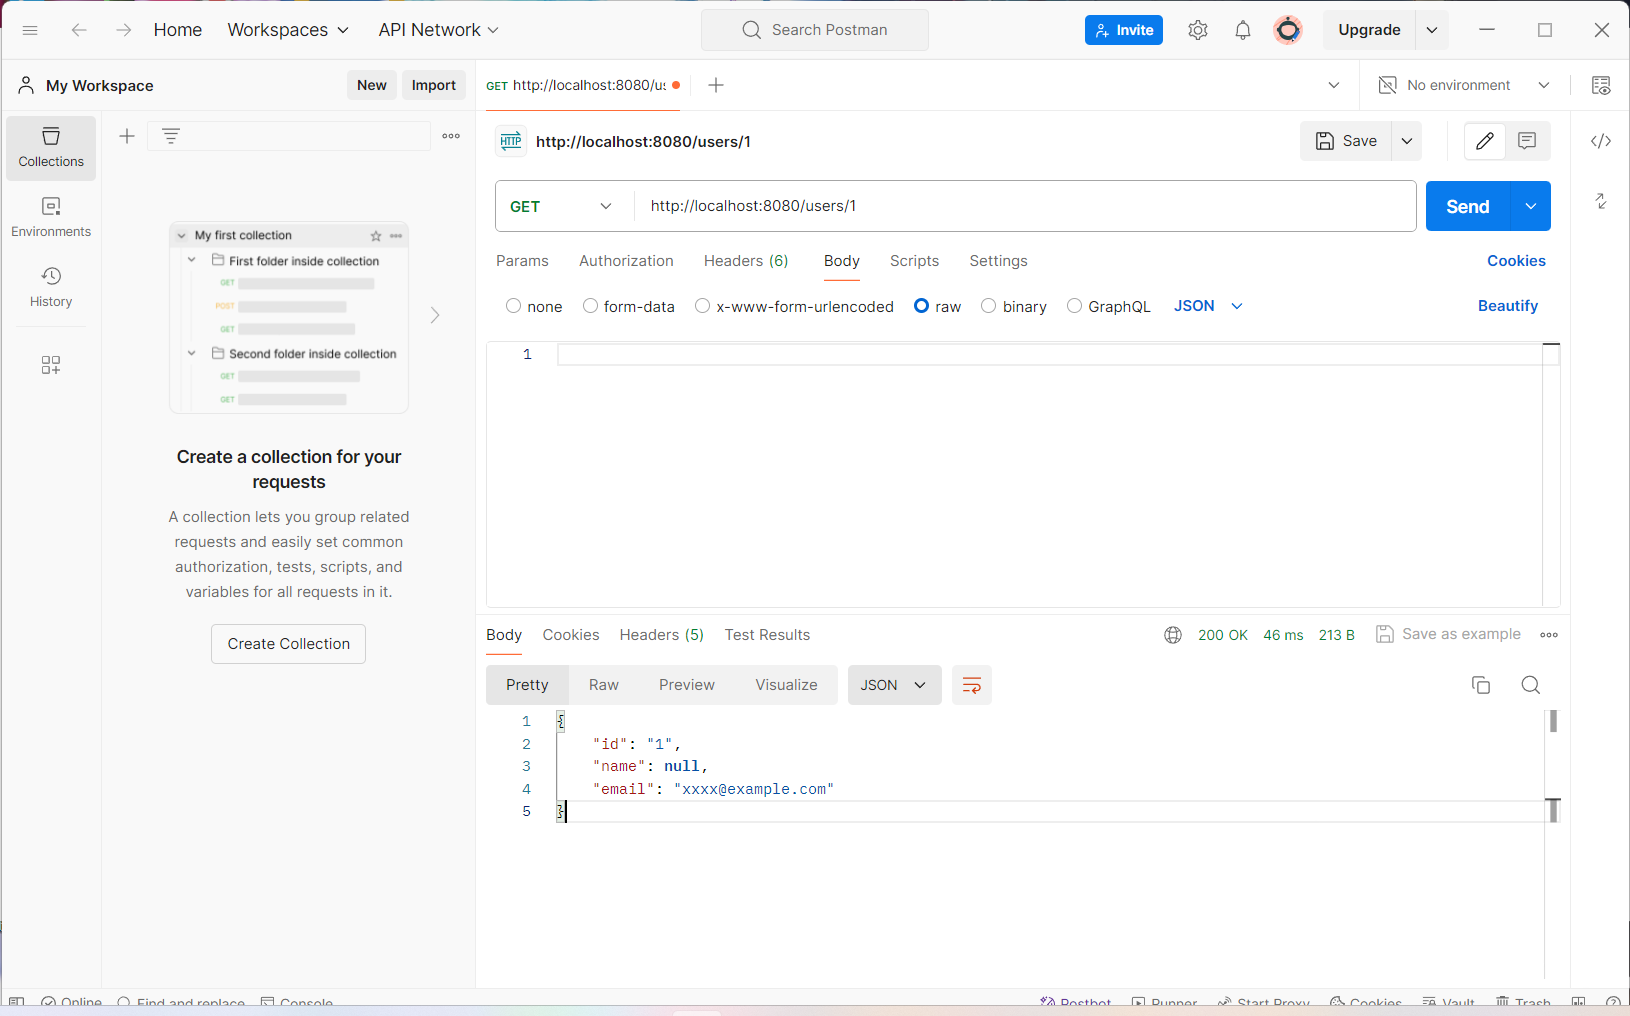 Home Workspaces API Network Search Postman Invite Upgrade
My Workspace New Import GET http://localhost:8080/us No environment
Collections
Environments
History
My first collection
First folder inside collection
GET
POST
GET
Second folder inside collection
GET
GET
Create a collection for your
requests
A collection lets you group related
requests and easily set common
authorization, tests, scripts, and
variables for all requests in it.
Create Collection
HTTP http://localhost:8080/users/1 Save
GET http://localhost:8080/users/1 Send
Params Authorization Headers (6) Body Scripts Settings Cookies
none form-data x-www-form-urlencoded raw binary GraphQL JSON Beautify
1
Body Cookies Headers (5) Test Results 200 OK 46 ms 213 B Save as example
Pretty Raw Preview Visualize JSON
1 {
2 "id": "1",
3 "name": null,
4 "email": "xxxx@example.com"
5 }
Online Find and replace Console Postbot Runner Start Proxy Cookies Vault Trash